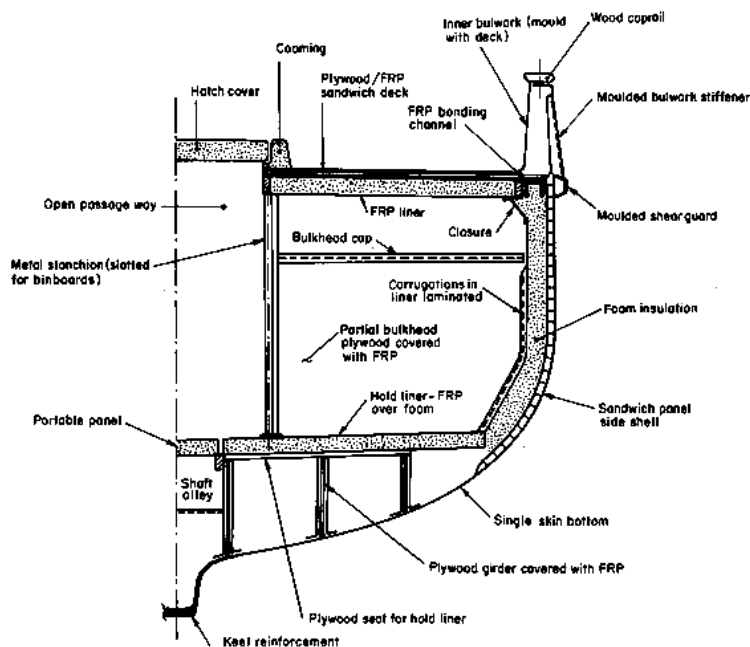 Inner bulwark (mould
with deck)
Wood caprail
Coaming
Plywood/FRP
sandwich deck
Hatch cover
FRP bonding
channel
Moulded bulwark stiffener
Open passage way
FRP liner
Closure
Moulded shear guard
Bulkhead cap
Metal stanchion (slotted
for binboards)
Corrugations in
liner laminated
Foam insulation
Partial bulkhead
plywood covered
with FRP
Hold liner-FRP
over foam
Sandwich panel
side shell
Portable panel
Shaft
alley
Single skin bottom
Plywood girder covered with FRP
Plywood seat for hold liner
Keel reinforcement